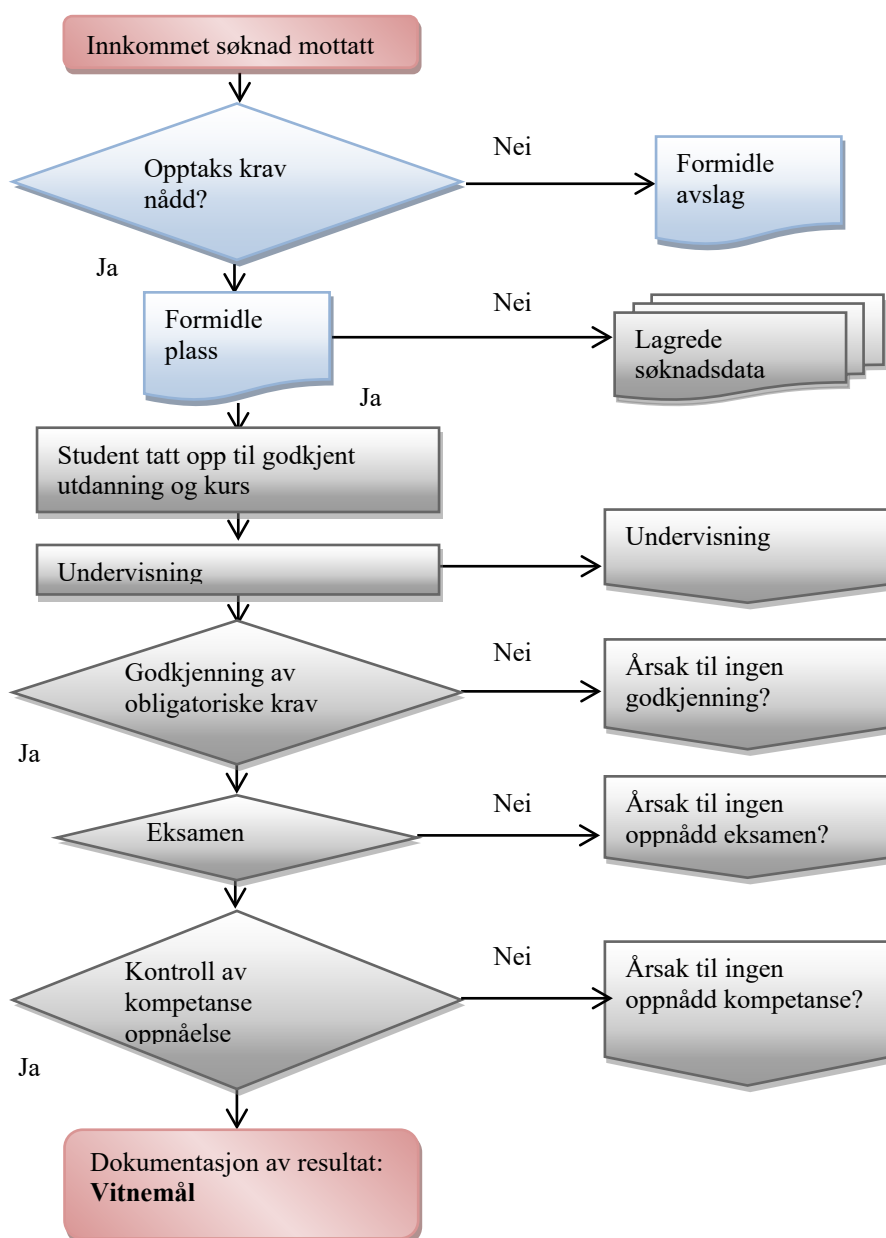 Innkommet søknad mottatt
Opptaks krav
nådd?
Nei
Formidle
avslag
Ja
Formidle
plass
Nei
Lagrede
søknadsdata
Ja
Student tatt opp til godkjent
utdanning og kurs
Undervisning
Undervisning
Godkjenning av
obligatoriske krav
Nei
Årsak til ingen
godkjenning?
Ja
Eksamen
Nei
Årsak til ingen
oppnådd eksamen?
Kontroll av
kompetanse
oppnåelse
Nei
Årsak til ingen
oppnådd kompetanse?
Ja
Dokumentasjon av resultat:
Vitnemål